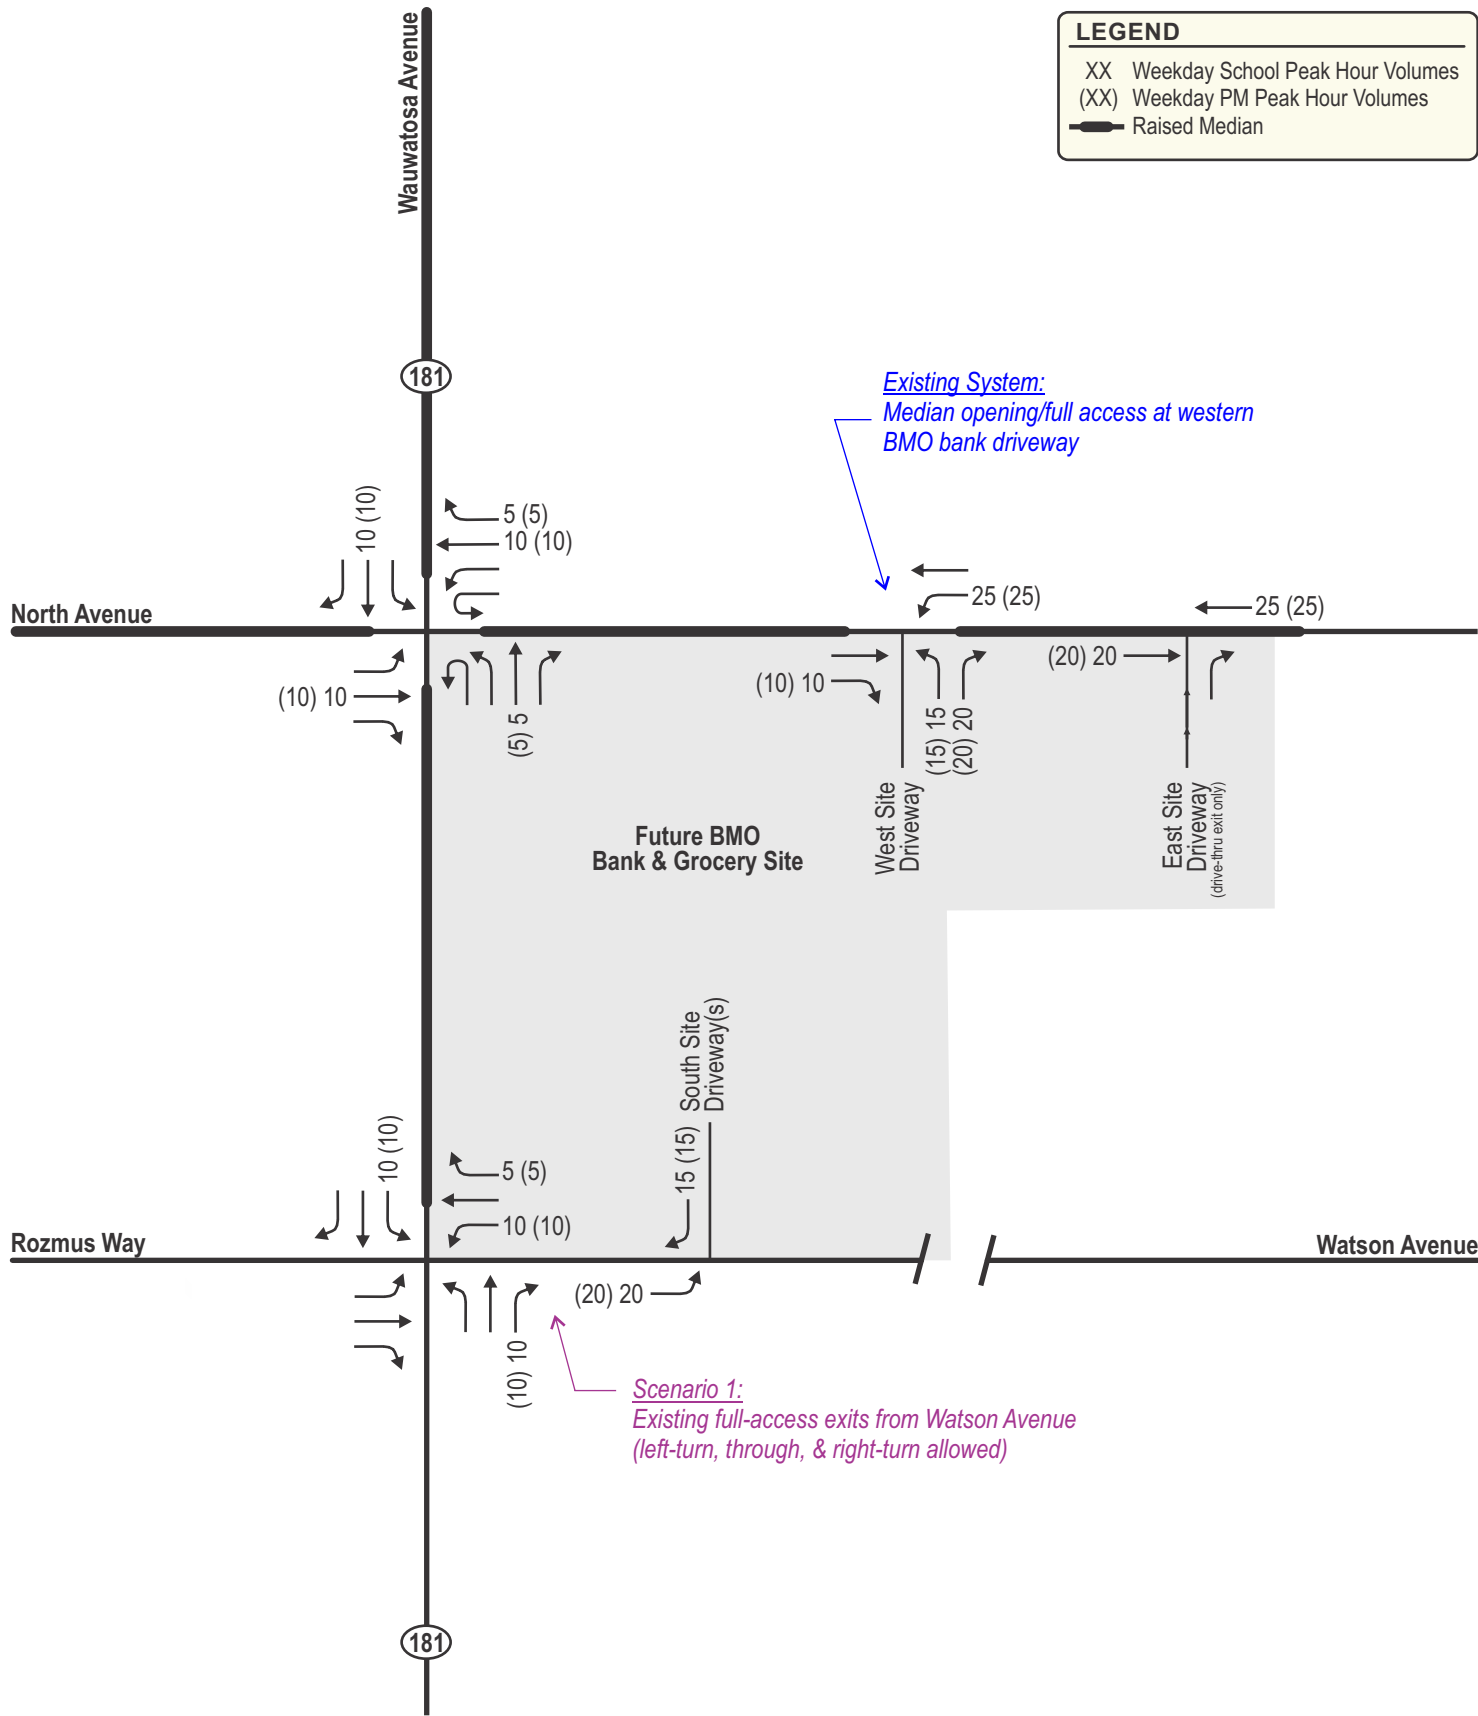 Wauwatosa Avenue
LEGEND
XX Weekday School Peak Hour Volumes
(XX) Weekday PM Peak Hour Volumes
Raised Median
181
Existing System:
Median opening/full access at western
BMO bank driveway
10 (10)
5 (5)
10 (10)
25 (25)
25 (25)
North Avenue
(10) 10
(5) 5
(10) 10
(15) 15
(20) 20
(20) 20
West Site
Driveway
East Site
Driveway
(drive-thru exit only)
Future BMO
Bank & Grocery Site
South Site
Driveway(s)
10 (10)
5 (5)
10 (10)
15 (15)
Rozmus Way
Watson Avenue
(20) 20
(10) 10
Scenario 1:
Existing full-access exits from Watson Avenue
(left-turn, through, & right-turn allowed)
181